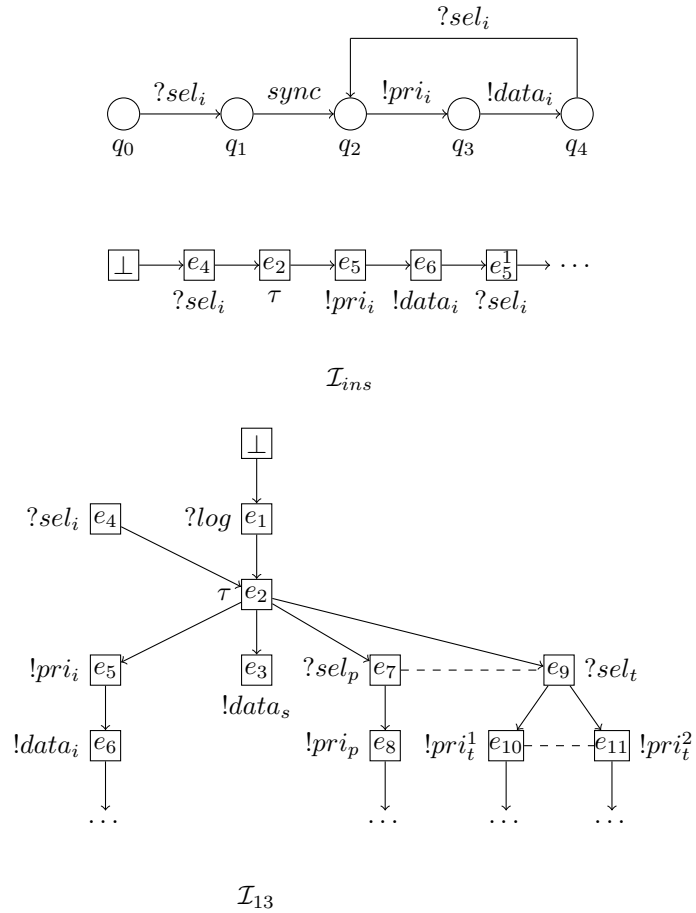 ?sel_i
?sel_i sync !pri_i !data_i
q_0 q_1 q_2 q_3 q_4
⊥ e_4 e_2 e_5 e_6 e_5^1 ⋯
?sel_i τ !pri_i !data_i ?sel_i
I_ins
⊥
?sel_i e_4 ?log e_1
τ e_2
!pri_i e_5 e_3 ?sel_p e_7 e_9 ?sel_t
!data_s
!data_i e_6 !pri_p e_8 !pri_t^1 e_10 e_11 !pri_t^2
⋯ ⋯ ⋯ ⋯
I_13